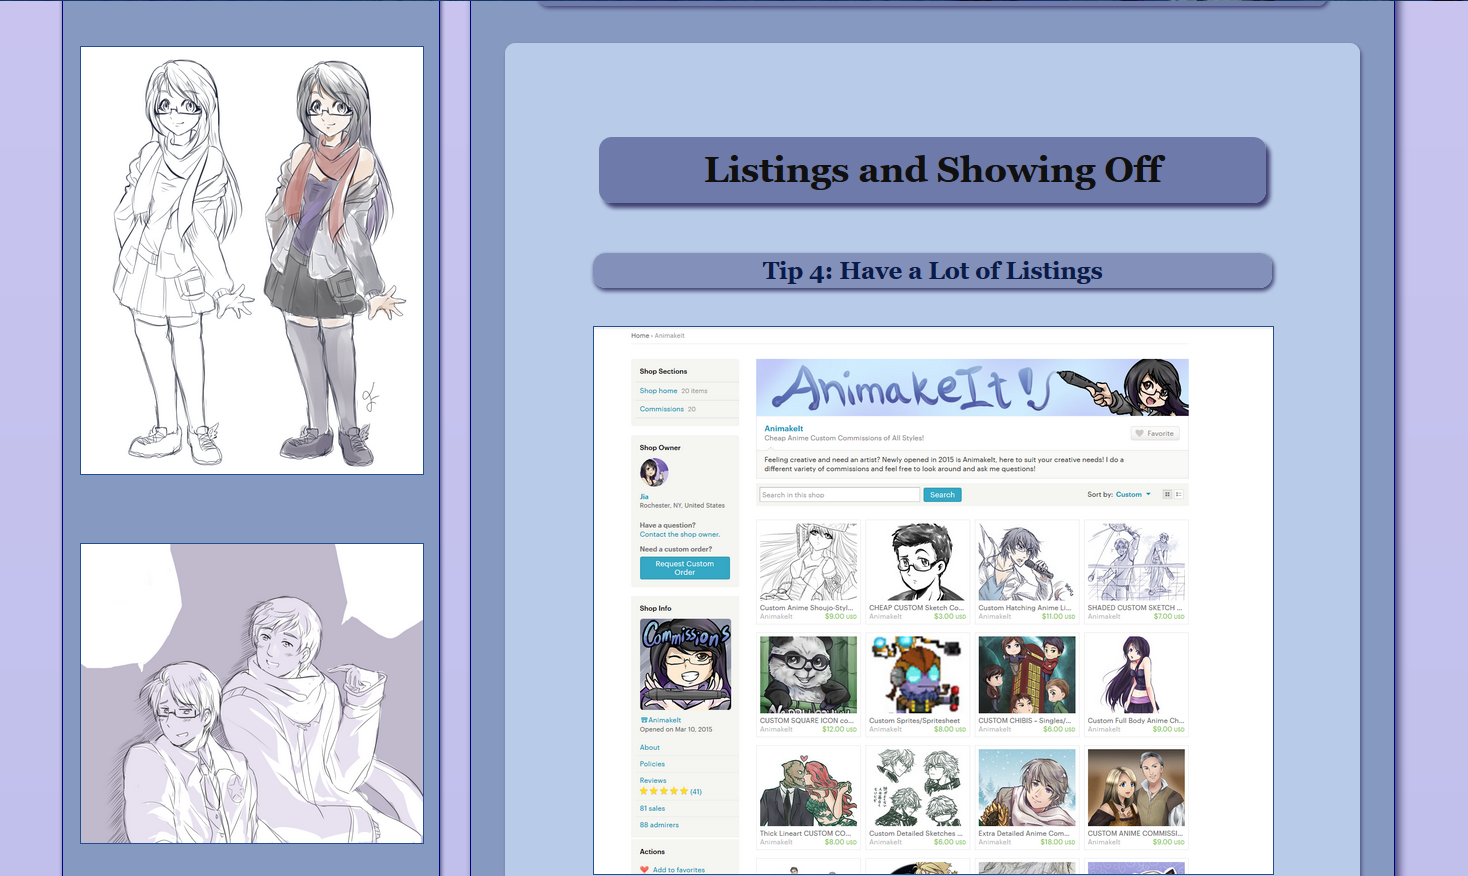 Listings and Showing Off
Tip 4: Have a Lot of Listings
Home › AnimakeIt
Shop Sections
Shop home 20 items
Commissions 20
Shop Owner
Jia
Rochester, NY, United States
Have a question?
Contact the shop owner.
Need a custom order?
Request Custom
Order
Shop Info
Commissions
AnimakeIt
Opened on Mar 10, 2015
About
Policies
Reviews
(41)
81 sales
88 admirers
Actions
Add to favorites
AnimakeIt!
AnimakeIt
Cheap Anime Custom Commissions of All Styles!
Favorite
Feeling creative and need an artist? Newly opened in 2015 is AnimakeIt, here to suit your creative needs! I do a
different variety of commissions and feel free to look around and ask me questions!
Search in this shop
Search
Sort by: Custom
Custom Anime Shoujo-Styl...
AnimakeIt $9.00 USD
CHEAP CUSTOM Sketch Co...
AnimakeIt $3.00 USD
Custom Hatching Anime Li...
AnimakeIt $11.00 USD
SHADED CUSTOM SKETCH ...
AnimakeIt $7.00 USD
CUSTOM SQUARE ICON co...
AnimakeIt $12.00 USD
Custom Sprites/Spritesheet
AnimakeIt $8.00 USD
CUSTOM CHIBIS ~ Singles/...
AnimakeIt $6.00 USD
Custom Full Body Anime Ch...
AnimakeIt $9.00 USD
Thick Lineart CUSTOM CO...
AnimakeIt $8.00 USD
Custom Detailed Sketches ...
AnimakeIt $6.00 USD
Extra Detailed Anime Com...
AnimakeIt $18.00 USD
CUSTOM ANIME COMMISSI...
AnimakeIt $9.00 USD